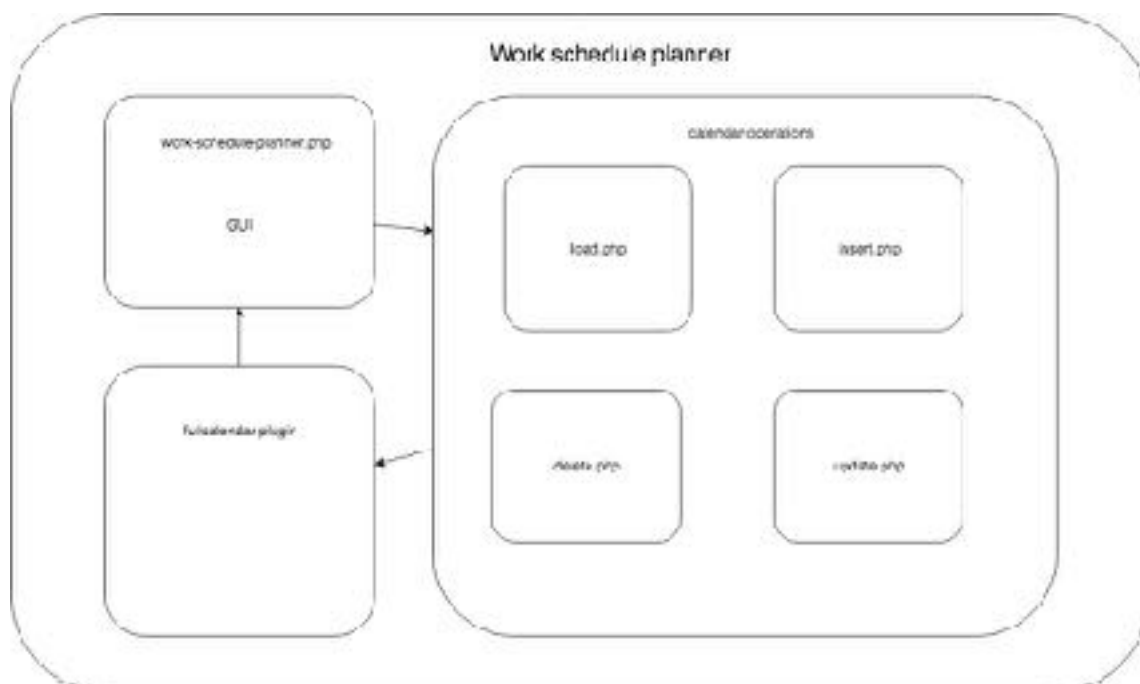 Work schedule planner
work-schedule-planner.php
calendar operations
GUI
load.php
insert.php
fullcalendar plugin
delete.php
update.php